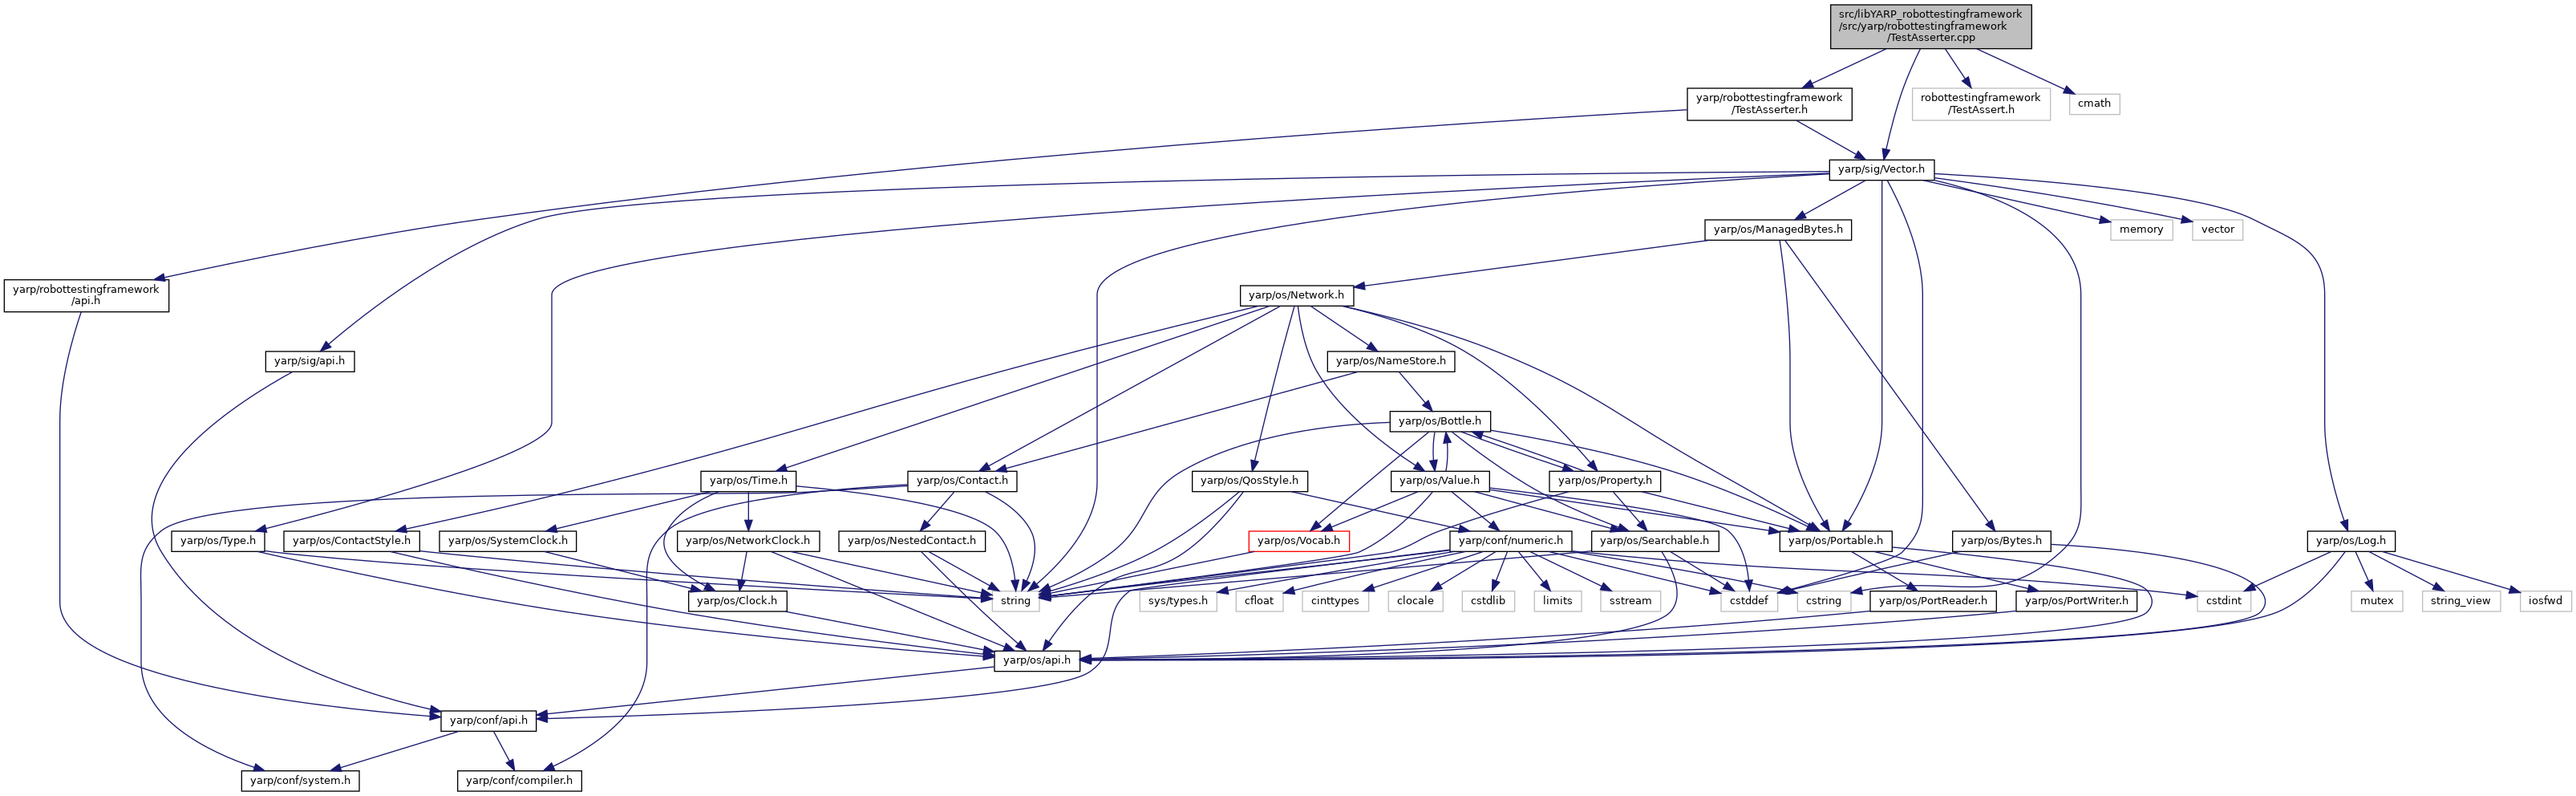 src/libYARP_robottestingframework
/src/yarp/robottestingframework
/TestAsserter.cpp
yarp/robottestingframework
/TestAsserter.h
robottestingframework
/TestAssert.h
cmath
yarp/sig/Vector.h
yarp/os/ManagedBytes.h
memory
vector
yarp/robottestingframework
/api.h
yarp/os/Network.h
yarp/sig/api.h
yarp/os/NameStore.h
yarp/os/Bottle.h
yarp/os/Time.h
yarp/os/Contact.h
yarp/os/QosStyle.h
yarp/os/Value.h
yarp/os/Property.h
yarp/os/Type.h
yarp/os/ContactStyle.h
yarp/os/SystemClock.h
yarp/os/NetworkClock.h
yarp/os/NestedContact.h
yarp/os/Vocab.h
yarp/conf/numeric.h
yarp/os/Searchable.h
yarp/os/Portable.h
yarp/os/Bytes.h
yarp/os/Log.h
yarp/os/Clock.h
string
sys/types.h
cfloat
cinttypes
clocale
cstdlib
limits
sstream
cstddef
cstring
yarp/os/PortReader.h
yarp/os/PortWriter.h
cstdint
mutex
string_view
iosfwd
yarp/os/api.h
yarp/conf/api.h
yarp/conf/system.h
yarp/conf/compiler.h